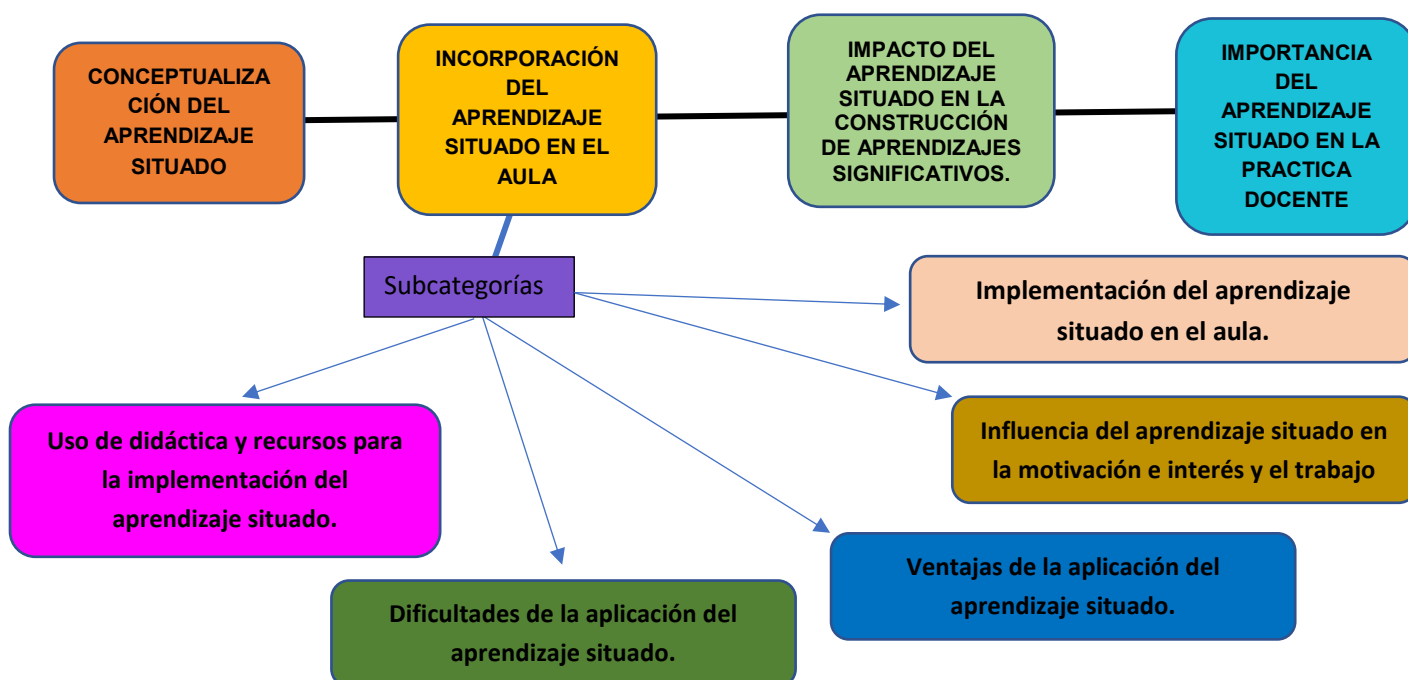 CONCEPTUALIZA
CIÓN DEL
APRENDIZAJE
SITUADO
INCORPORACIÓN
DEL
APRENDIZAJE
SITUADO EN EL
AULA
IMPACTO DEL
APRENDIZAJE
SITUADO EN LA
CONSTRUCCIÓN
DE APRENDIZAJES
SIGNIFICATIVOS.
IMPORTANCIA
DEL
APRENDIZAJE
SITUADO EN LA
PRACTICA
DOCENTE
Subcategorías
Implementación del aprendizaje
situado en el aula.
Influencia del aprendizaje situado en
la motivación e interés y el trabajo
Uso de didáctica y recursos para
la implementación del
aprendizaje situado.
Ventajas de la aplicación del
aprendizaje situado.
Dificultades de la aplicación del
aprendizaje situado.